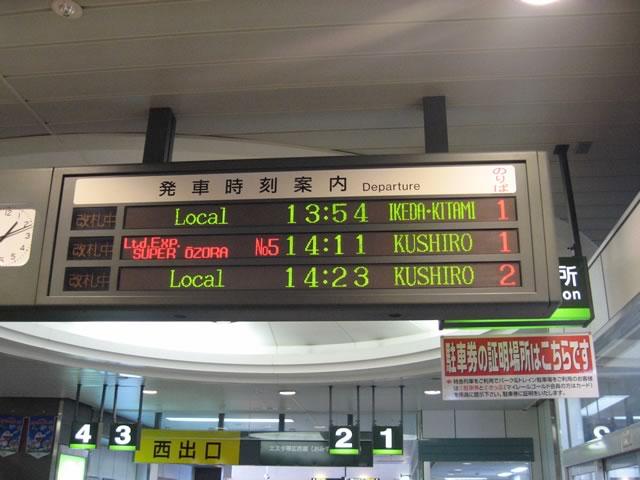 発車時刻案内 Departure のりば
改札中 Local 13:54 IKEDA・KITAMI 1
改札中 Ltd.Exp. SUPER ŌZORA No5 14:11 KUSHIRO 1
改札中 Local 14:23 KUSHIRO 2
所
on
駐車券の証明場所はこちらです
4 3 西出口 2 1